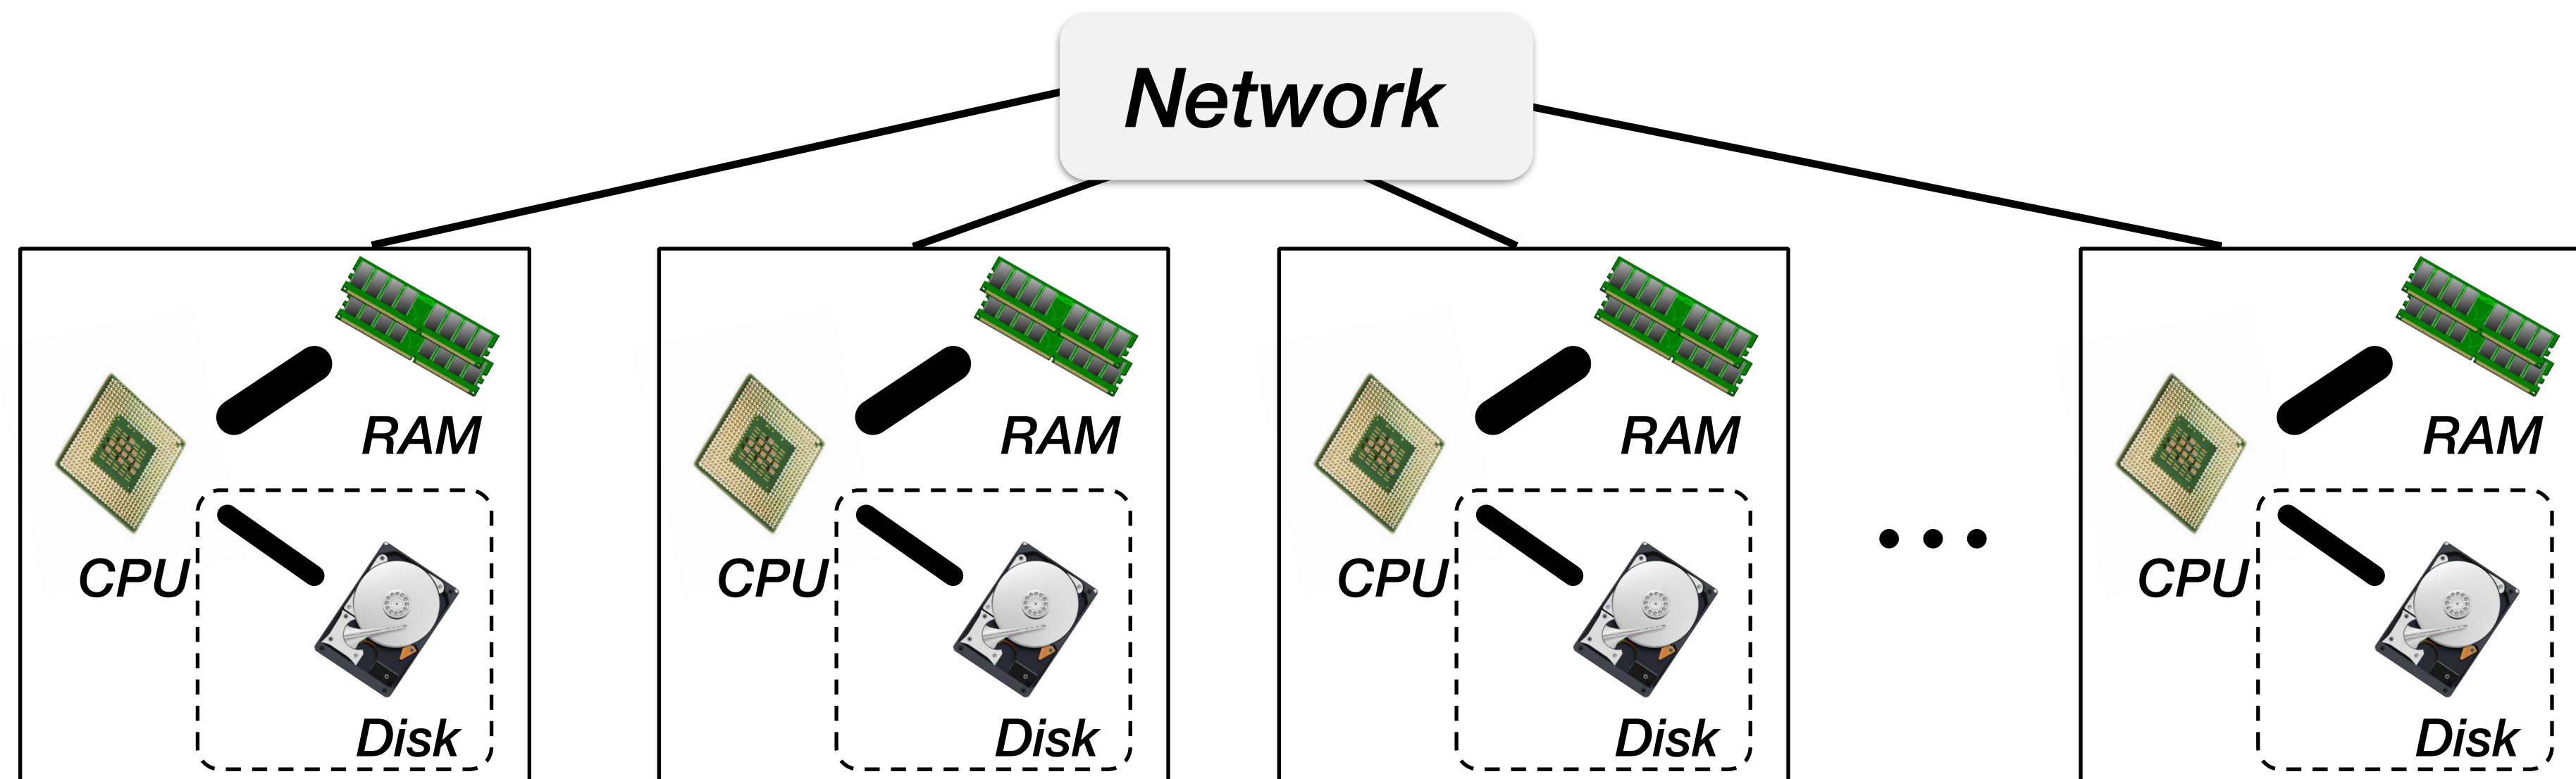 Network
RAM
CPU
Disk
RAM
CPU
Disk
RAM
CPU
Disk
...
RAM
CPU
Disk